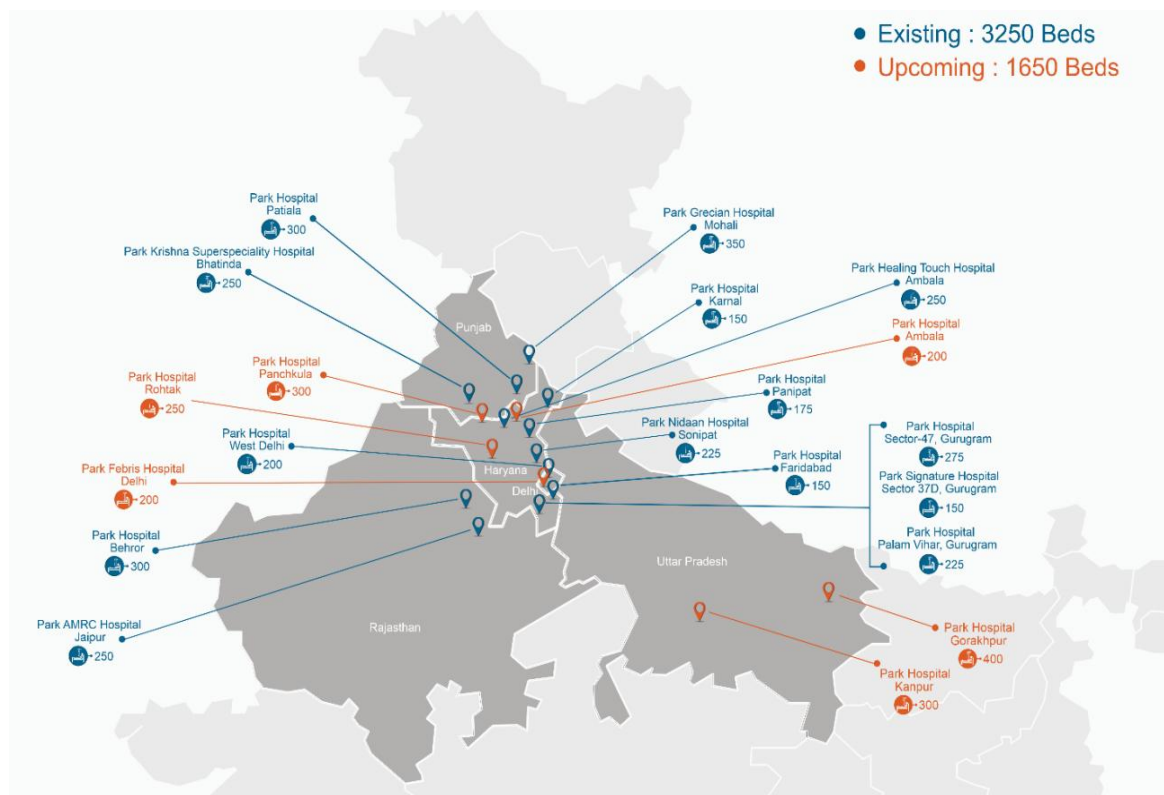 Existing : 3250 Beds
Upcoming : 1650 Beds
Park Hospital
Patiala
300
Park Krishna Superspeciality Hospital
Bhatinda
250
Park Grecian Hospital
Mohali
350
Park Hospital
Karnal
150
Park Healing Touch Hospital
Ambala
250
Park Hospital
Ambala
200
Punjab
Park Hospital
Panchkula
300
Park Hospital
Rohtak
250
Park Hospital
Panipat
175
Park Nidaan Hospital
Sonipat
225
Park Hospital
West Delhi
200
Park Febris Hospital
Delhi
200
Haryana
Delhi
Park Hospital
Faridabad
150
Park Hospital
Sector-47, Gurugram
275
Park Signature Hospital
Sector 37D, Gurugram
150
Park Hospital
Palam Vihar, Gurugram
225
Park Hospital
Behror
300
Uttar Pradesh
Park AMRC Hospital
Jaipur
250
Rajasthan
Park Hospital
Gorakhpur
400
Park Hospital
Kanpur
300